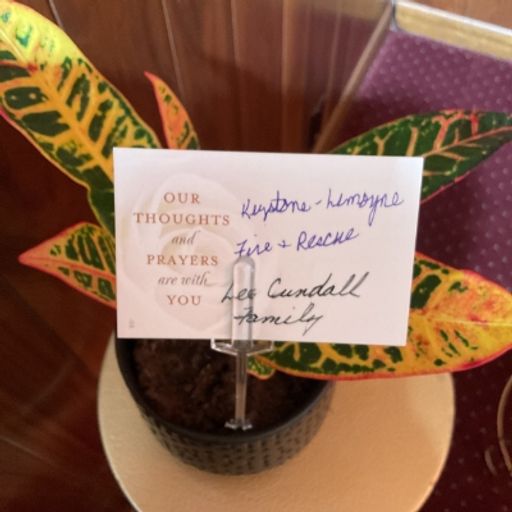 OUR
THOUGHTS
and
PRAYERS
are with
YOU
Keystone - Lemoyne
Fire + Rescue
Lee Cundall
Family